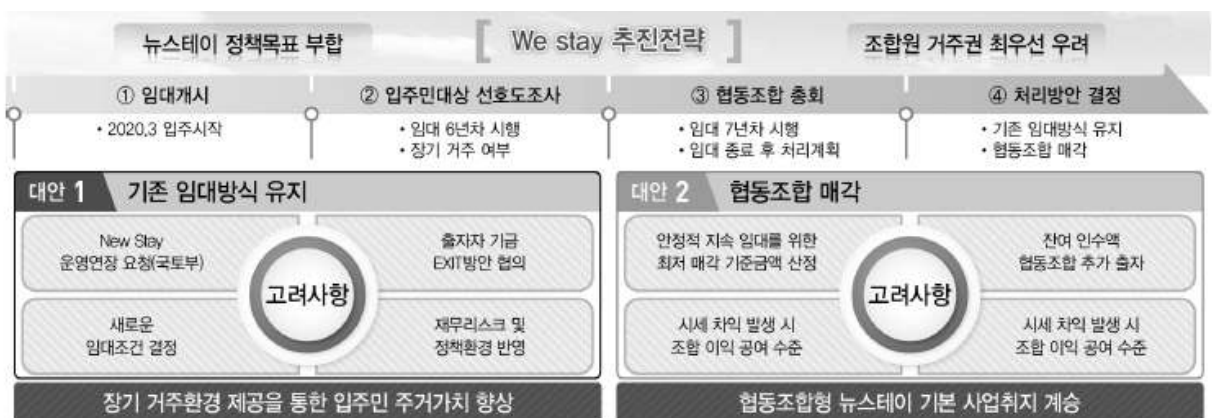 뉴스테이 정책목표 부합
[ We stay 추진전략 ]
조합원 거주권 최우선 우려
① 임대개시
② 입주민대상 선호도조사
③ 협동조합 총회
④ 처리방안 결정
• 2020.3 입주시작
• 임대 6년차 시행
• 장기 거주 여부
• 임대 7년차 시행
• 임대 종료 후 처리계획
• 기존 임대방식 유지
• 협동조합 매각
대안 1 기존 임대방식 유지
New Stay
운영연장 요청(국토부)
출자자 기금
EXIT방안 협의
고려사항
새로운
임대조건 결정
재무리스크 및
정책환경 반영
장기 거주환경 제공을 통한 입주민 주거가치 향상
대안 2 협동조합 매각
안정적 지속 임대를 위한
최저 매각 기준금액 산정
잔여 인수액
협동조합 추가 출자
고려사항
시세 차익 발생 시
조합 이익 공여 수준
시세 차익 발생 시
조합 이익 공여 수준
협동조합형 뉴스테이 기본 사업취지 계승